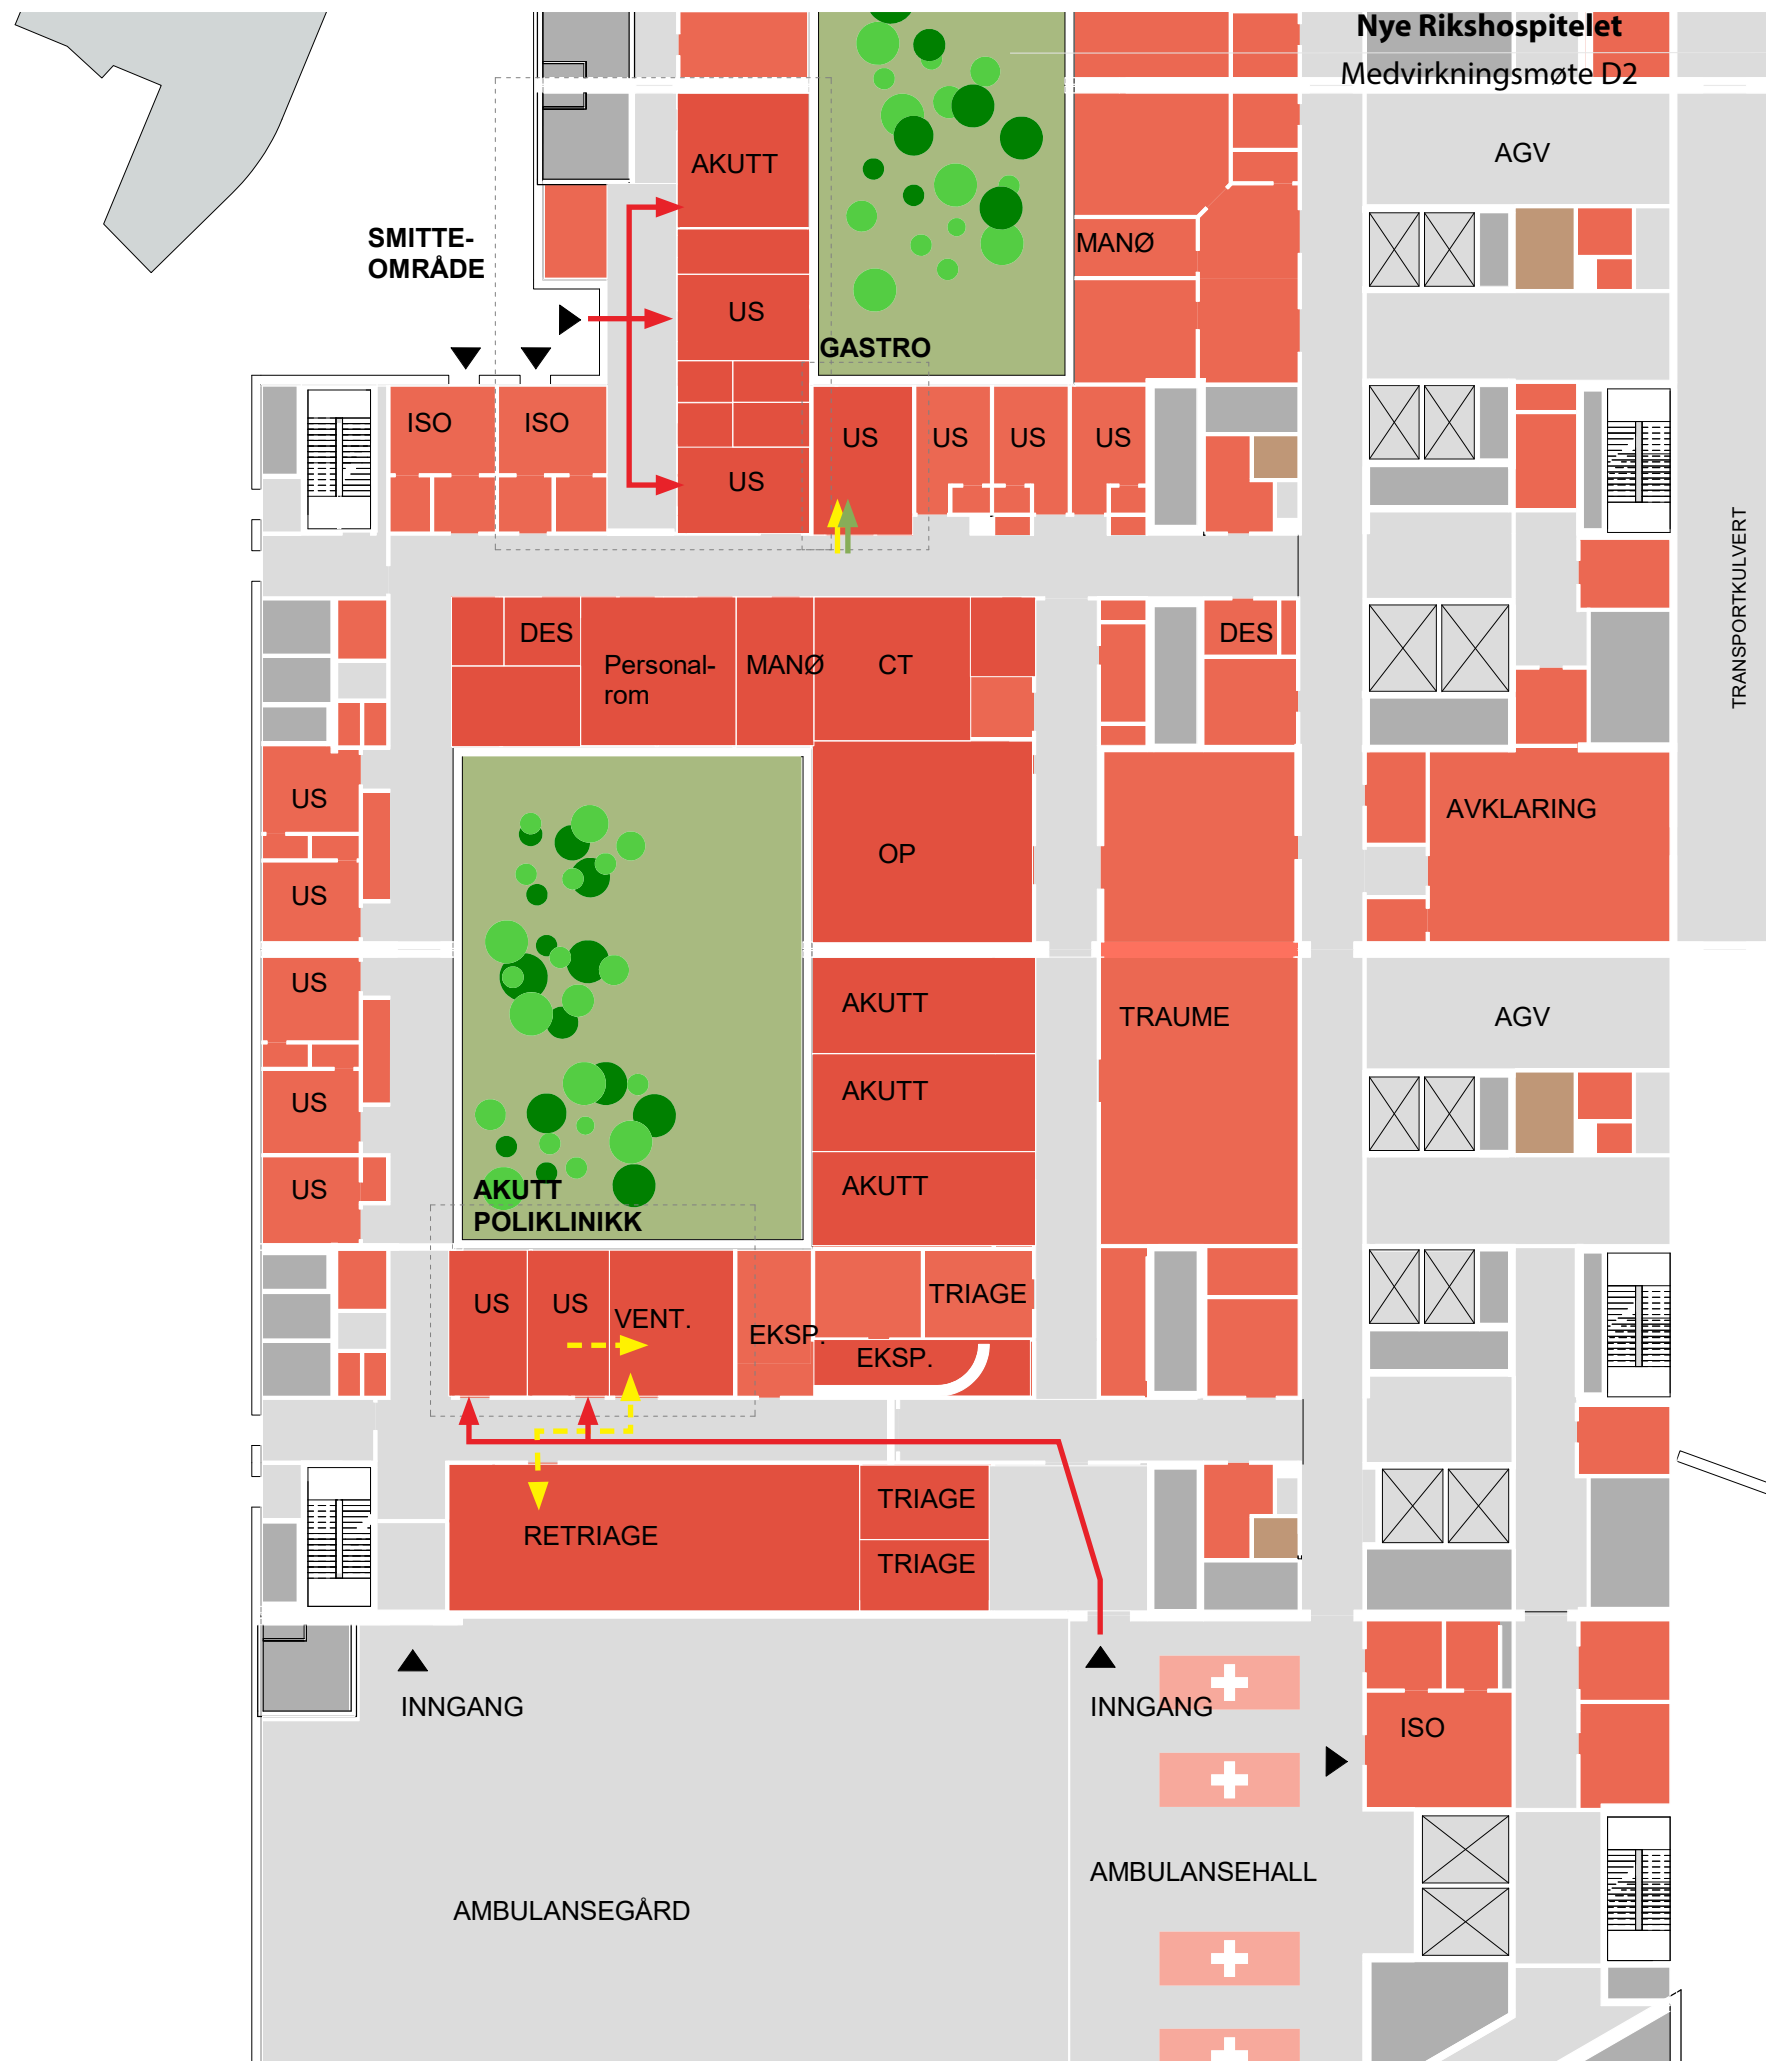 Nye Rikshospitelet
Medvirkningsmøte D2
AKUTT
AGV
SMITTE-
OMRÅDE
MANØ
US
GASTRO
ISO
ISO
US
US
US
US
US
TRANSPORTKULVERT
DES
Personal-
rom
MANØ
CT
DES
US
AVKLARING
OP
US
US
AKUTT
TRAUME
AGV
US
AKUTT
US
AKUTT
AKUTT
POLIKLINIKK
US
US
VENT.
EKSP.
TRIAGE
EKSP.
TRIAGE
RETRIAGE
TRIAGE
INNGANG
INNGANG
ISO
AMBULANSEHALL
AMBULANSEGÅRD